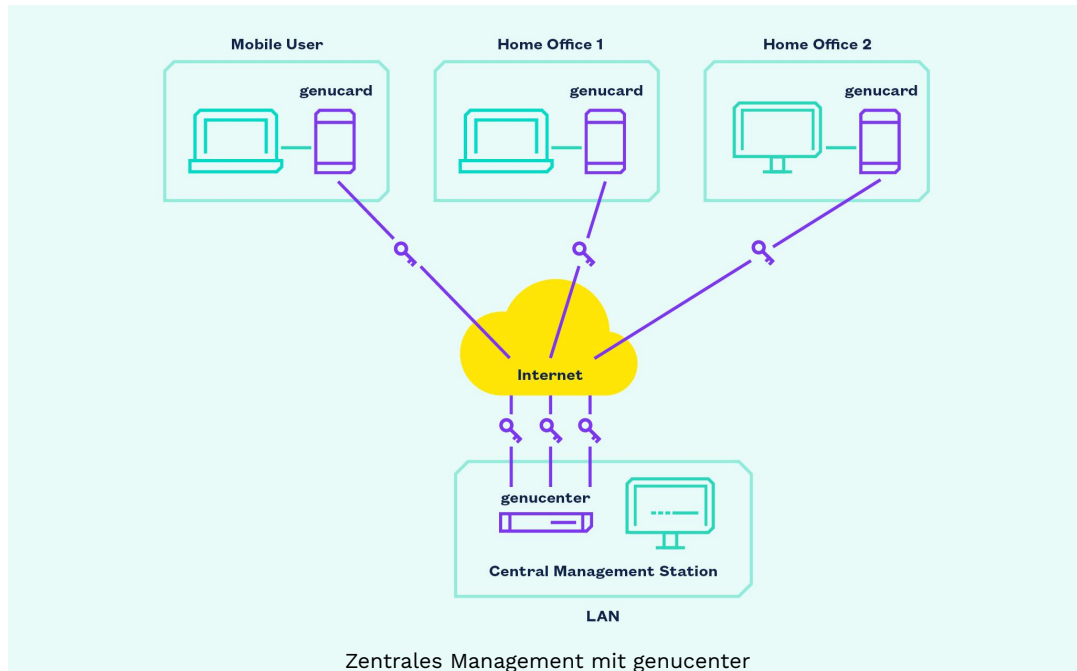 Mobile User
Home Office 1
Home Office 2
genucard
genucard
genucard
Internet
genucenter
Central Management Station
LAN
Zentrales Management mit genucenter